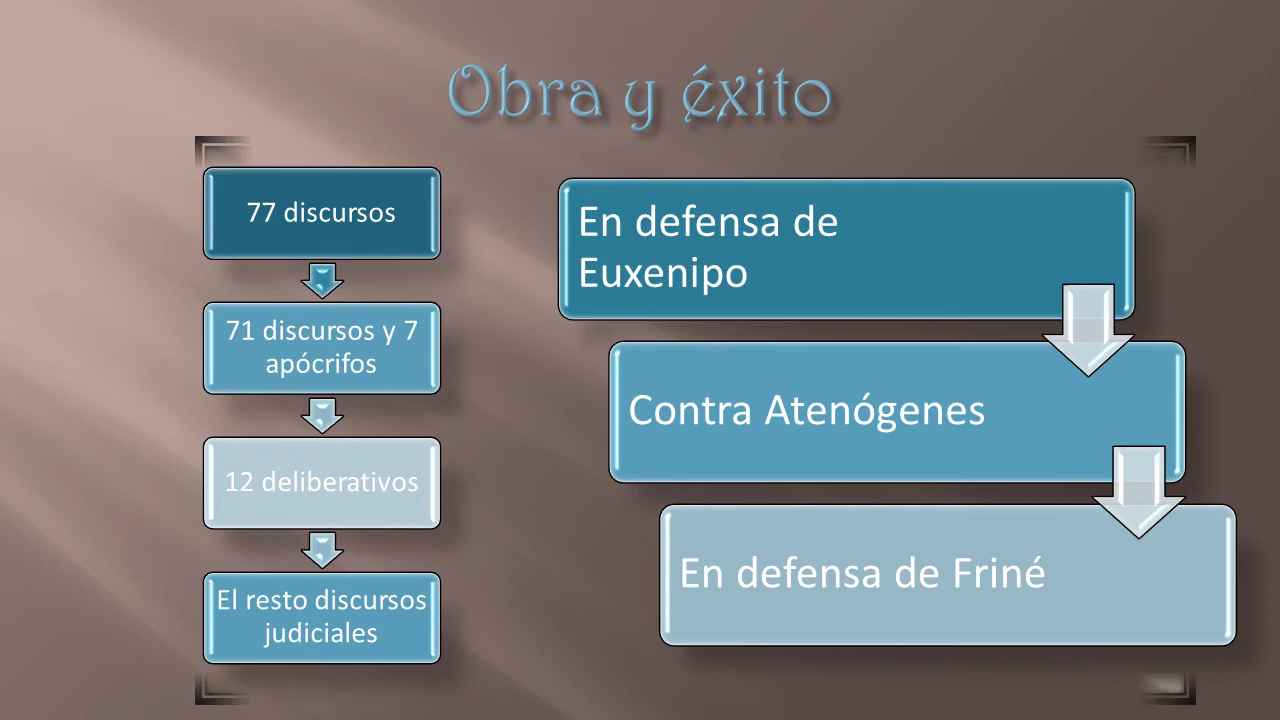 Obra y éxito
77 discursos
71 discursos y 7
apócrifos
12 deliberativos
El resto discursos
judiciales
En defensa de
Euxenipo
Contra Atenógenes
En defensa de Friné